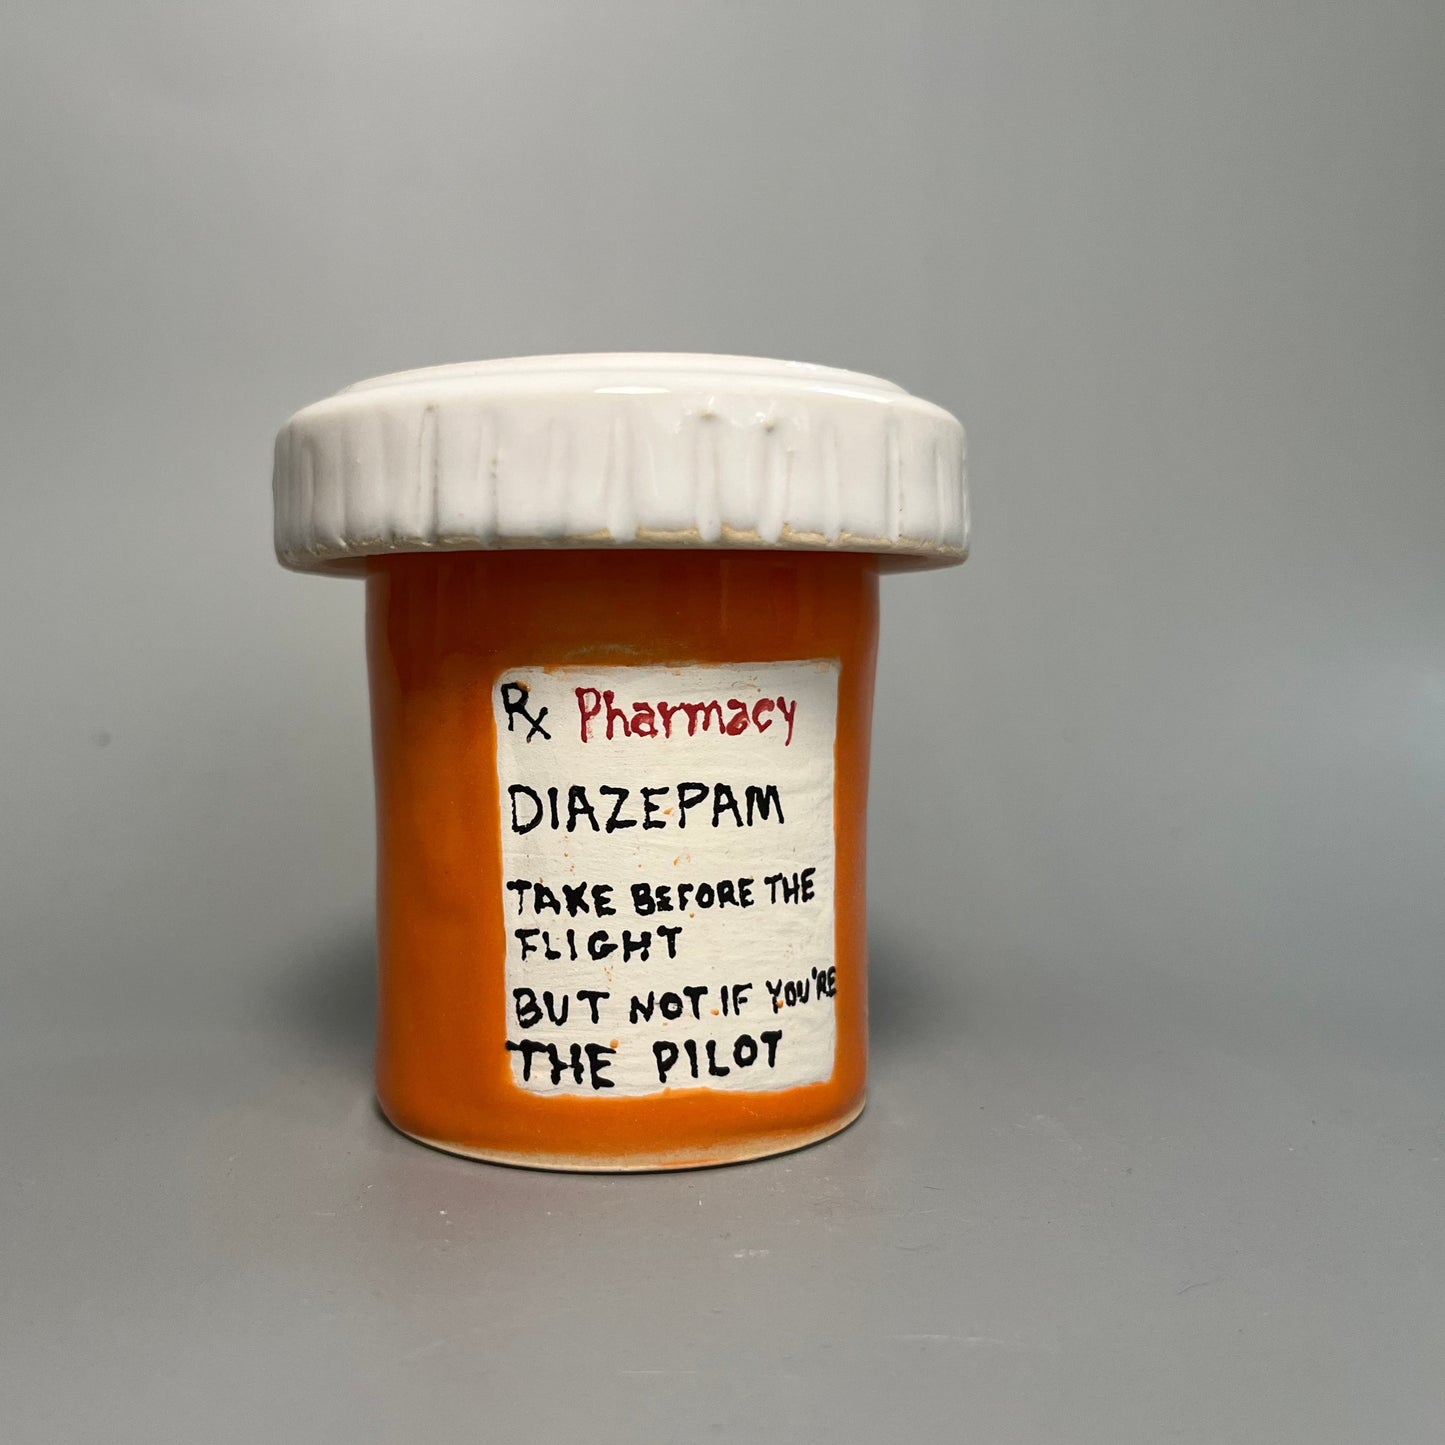 Rx Pharmacy
DIAZEPAM
TAKE BEFORE THE
FLIGHT
BUT NOT IF YOU'RE
THE PILOT